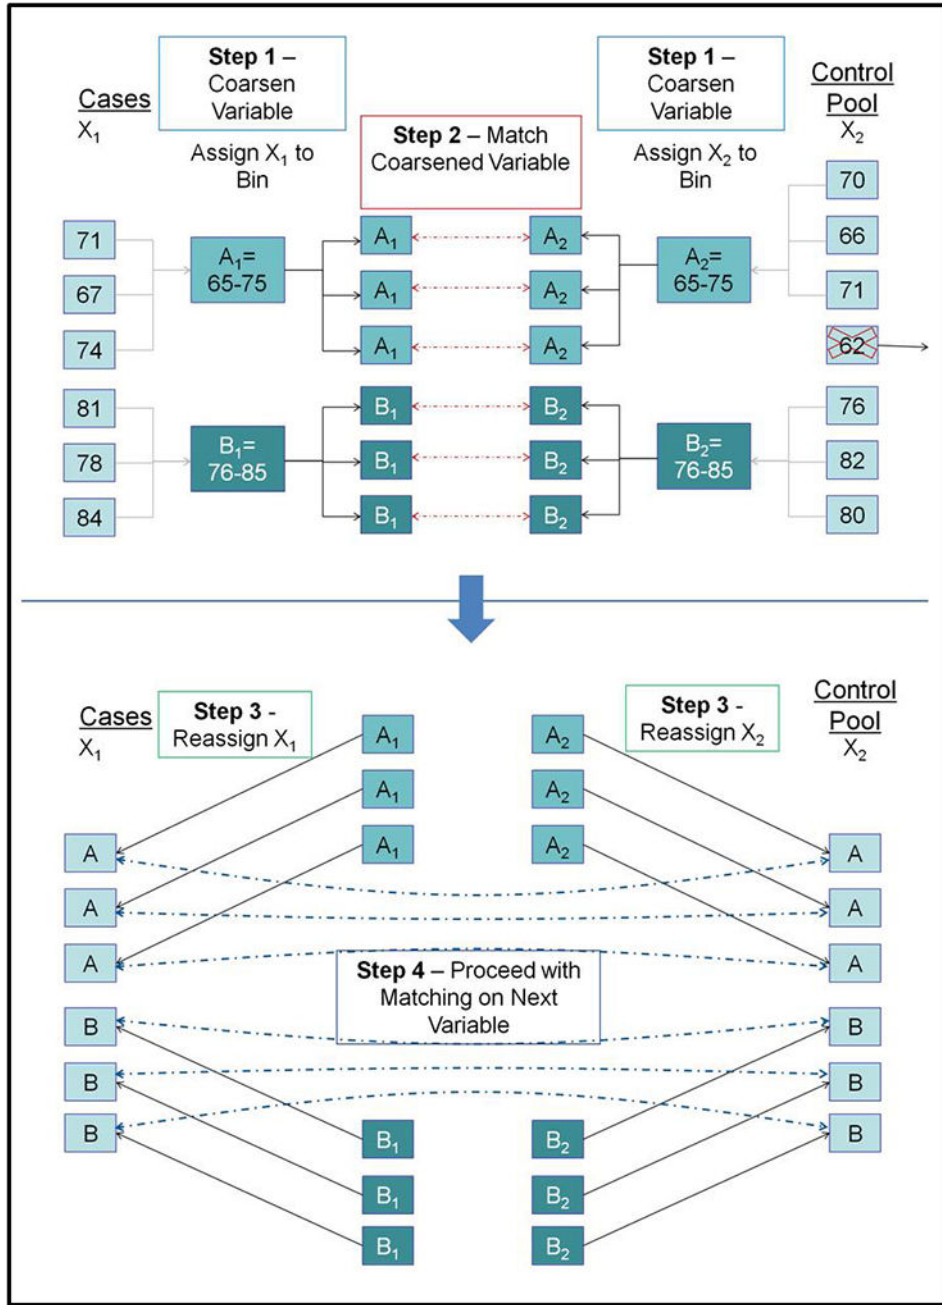 Step 1 –
Coarsen
Variable
Step 1 –
Coarsen
Variable
Cases
X₁
Control
Pool
X₂
Step 2 – Match
Coarsened Variable
Assign X₁ to
Bin
Assign X₂ to
Bin
70
71
A₁=
65-75
A₁
A₂
A₂=
65-75
66
67
A₁
A₂
71
74
A₁
A₂
62
81
B₁
B₂
76
78
B₁=
76-85
B₁
B₂
B₂=
76-85
82
84
B₁
B₂
80
Cases
X₁
Step 3 -
Reassign X₁
Step 3 -
Reassign X₂
Control
Pool
X₂
A₁
A₂
A₁
A₂
A₁
A₂
A
A
A
A
A
A
Step 4 – Proceed with
Matching on Next
Variable
B
B
B
B
B
B
B₁
B₂
B₁
B₂
B₁
B₂